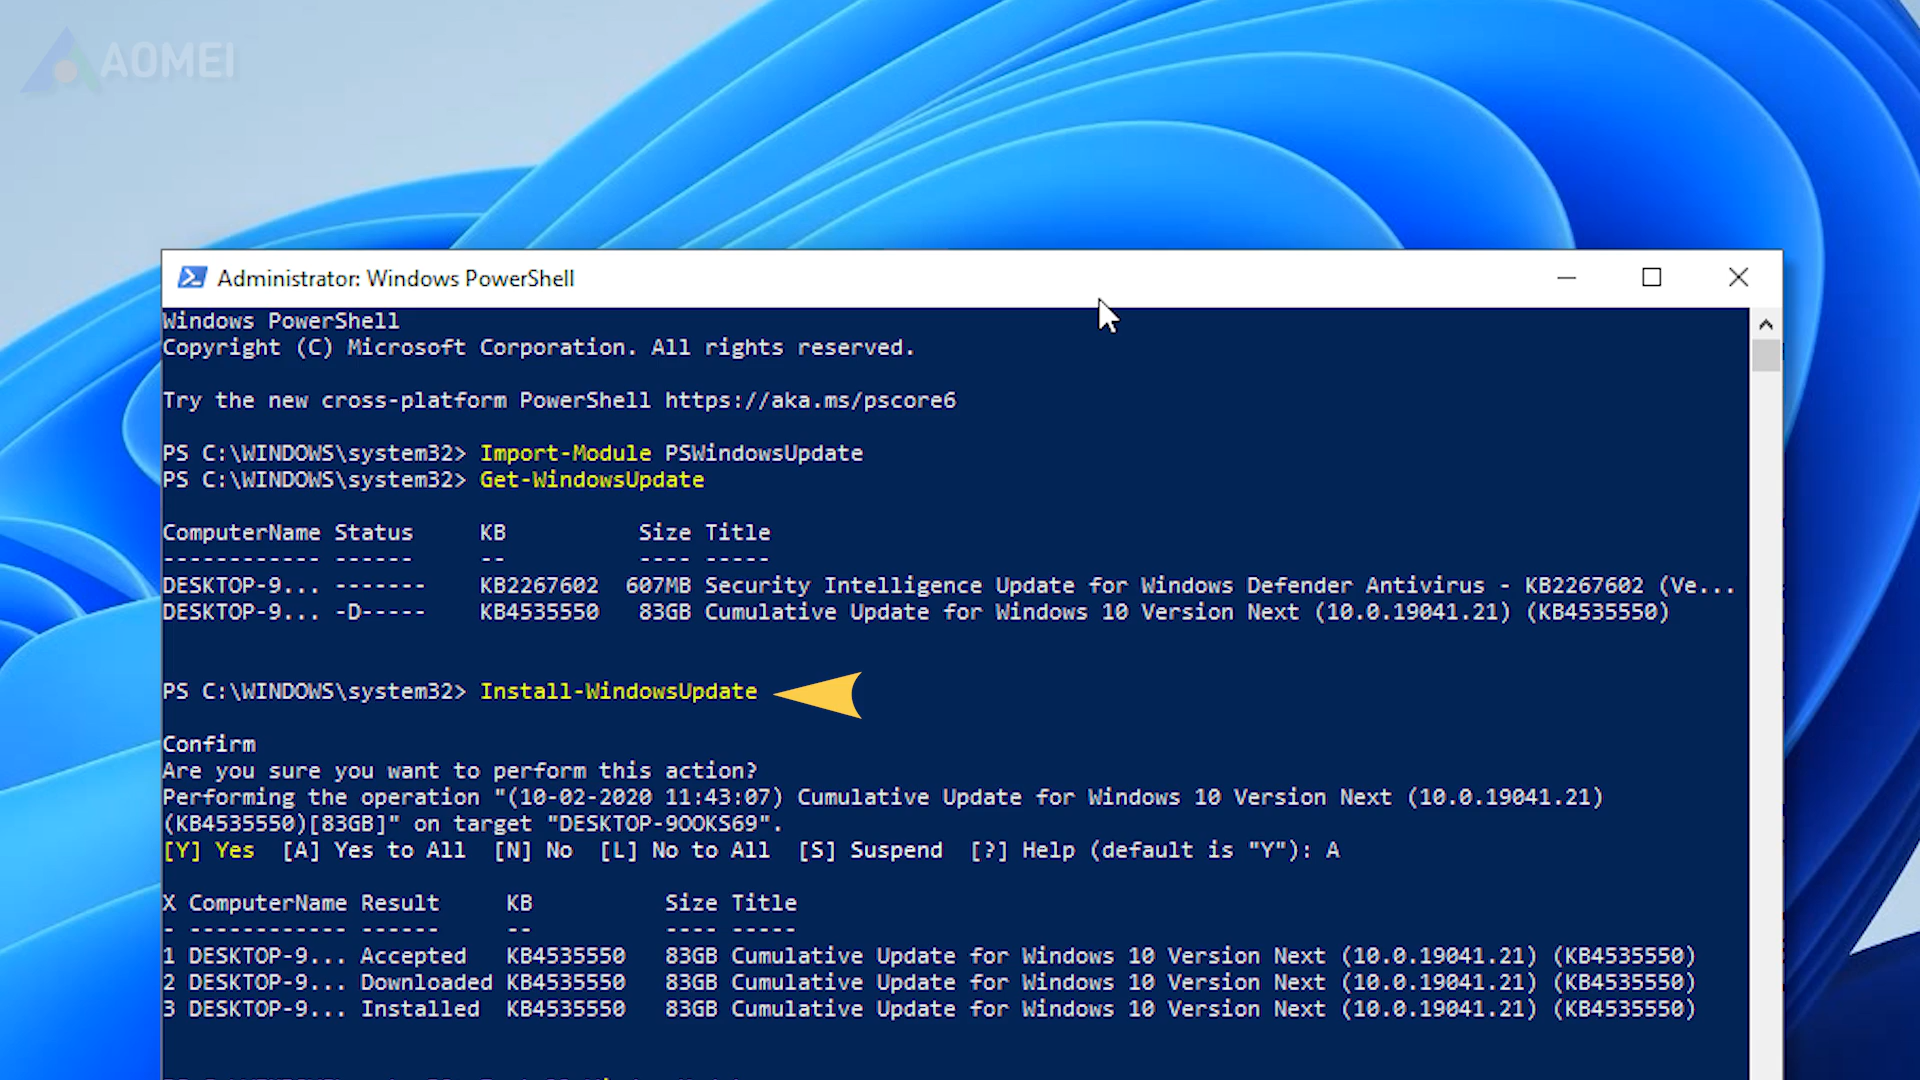 AOMEI
Administrator: Windows PowerShell
Windows PowerShell
Copyright (C) Microsoft Corporation. All rights reserved.
Try the new cross-platform PowerShell https://aka.ms/pscore6
PS C:\WINDOWS\system32> Import-Module PSWindowsUpdate
PS C:\WINDOWS\system32> Get-WindowsUpdate
ComputerName Status     KB          Size Title
------------ ------     --          ---- -----
DESKTOP-9... -------    KB2267602  607MB Security Intelligence Update for Windows Defender Antivirus - KB2267602 (Ve...
DESKTOP-9... -D-----    KB4535550   83GB Cumulative Update for Windows 10 Version Next (10.0.19041.21) (KB4535550)
PS C:\WINDOWS\system32> Install-WindowsUpdate
Confirm
Are you sure you want to perform this action?
Performing the operation "(10-02-2020 11:43:07) Cumulative Update for Windows 10 Version Next (10.0.19041.21)
(KB4535550)[83GB]" on target "DESKTOP-9OOKS69".
[Y] Yes  [A] Yes to All  [N] No  [L] No to All  [S] Suspend  [?] Help (default is "Y"): A
X ComputerName Result     KB          Size Title
- ------------ ------     --          ---- -----
1 DESKTOP-9... Accepted   KB4535550   83GB Cumulative Update for Windows 10 Version Next (10.0.19041.21) (KB4535550)
2 DESKTOP-9... Downloaded KB4535550   83GB Cumulative Update for Windows 10 Version Next (10.0.19041.21) (KB4535550)
3 DESKTOP-9... Installed  KB4535550   83GB Cumulative Update for Windows 10 Version Next (10.0.19041.21) (KB4535550)